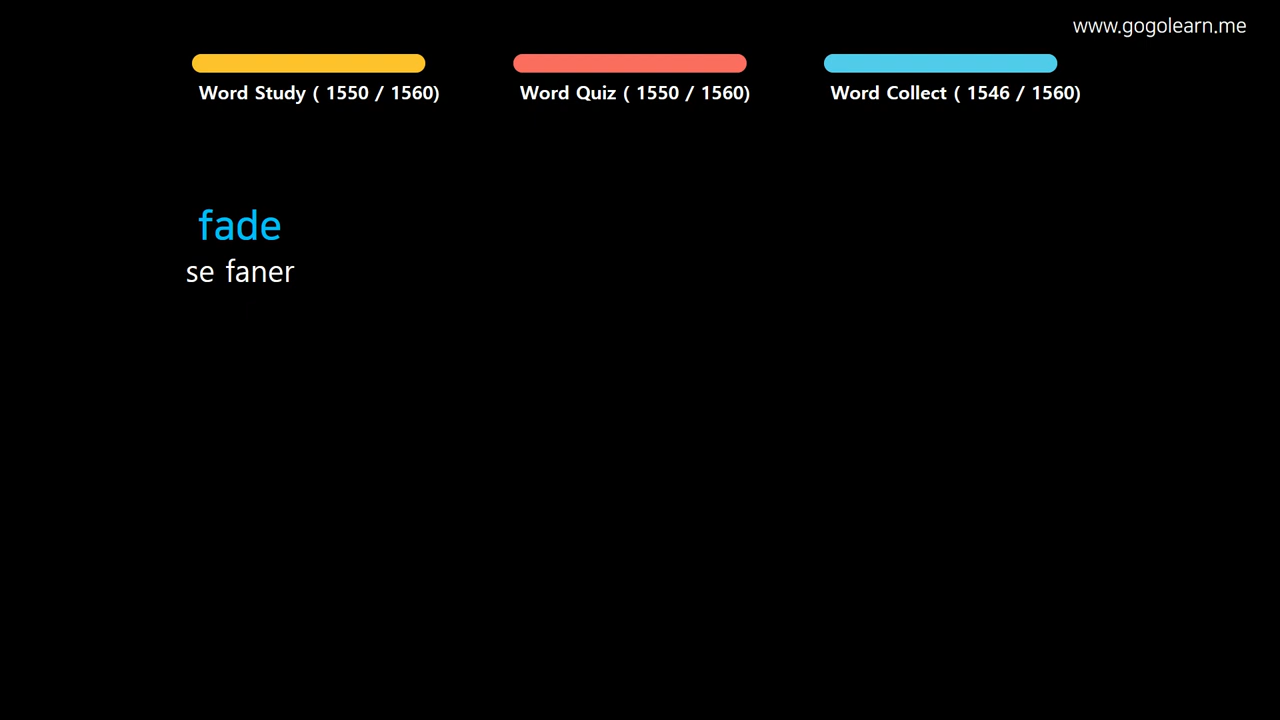 www.gogolearn.me
Word Study ( 1550 / 1560)
Word Quiz ( 1550 / 1560)
Word Collect ( 1546 / 1560)
fade
se faner